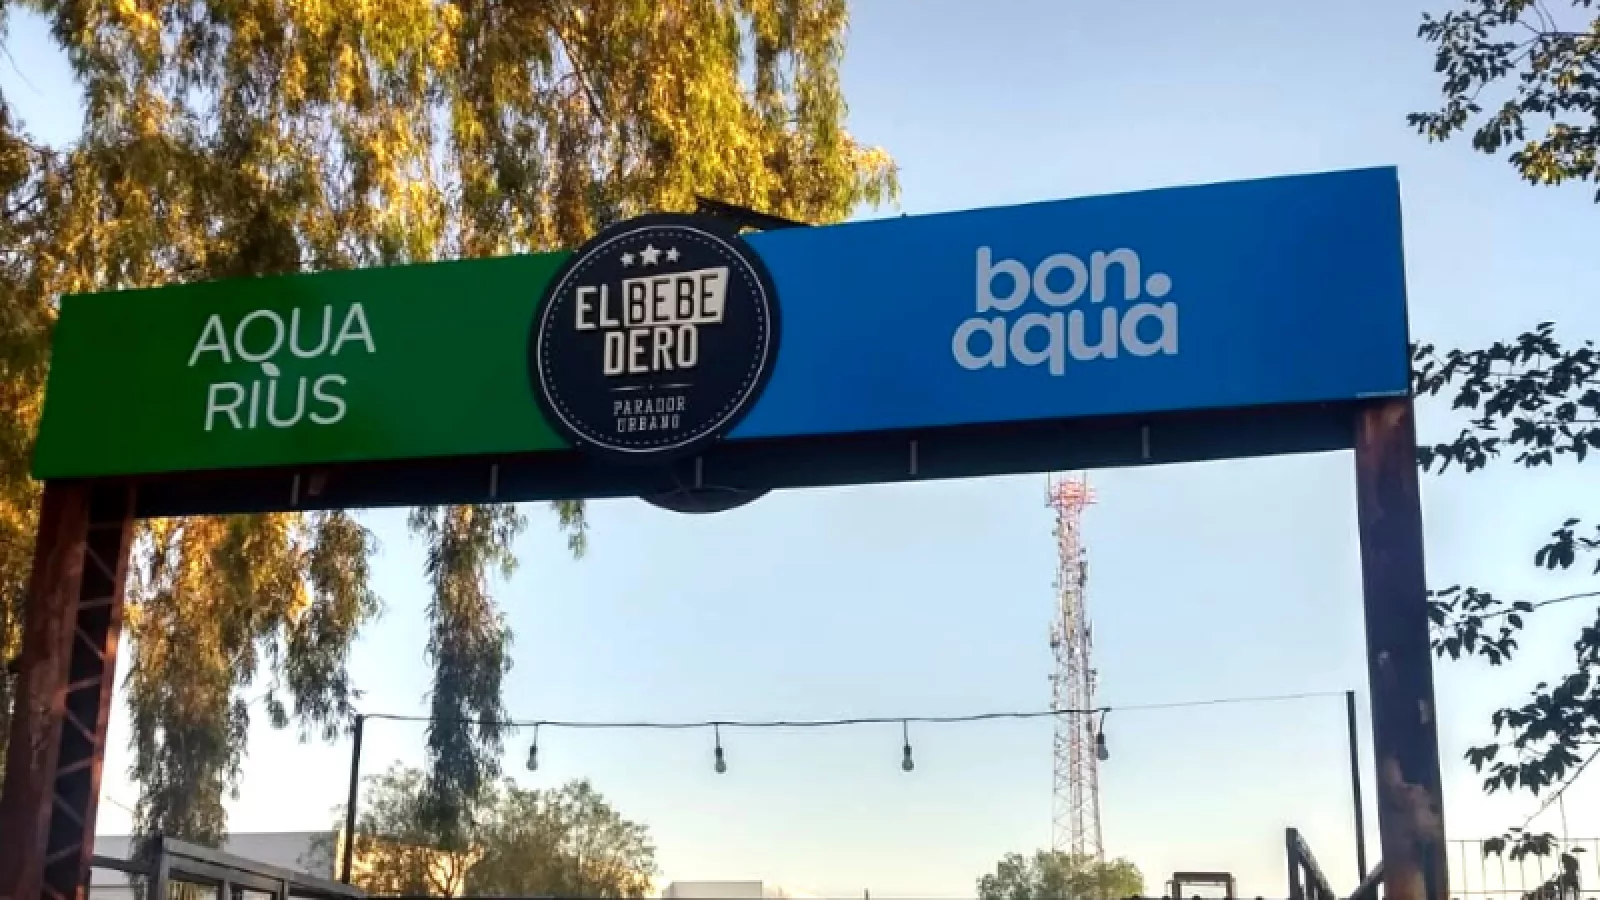 AQUA
RIUS
EL BEBE
DERO
PARADOR
URBANO
bon.
aqua